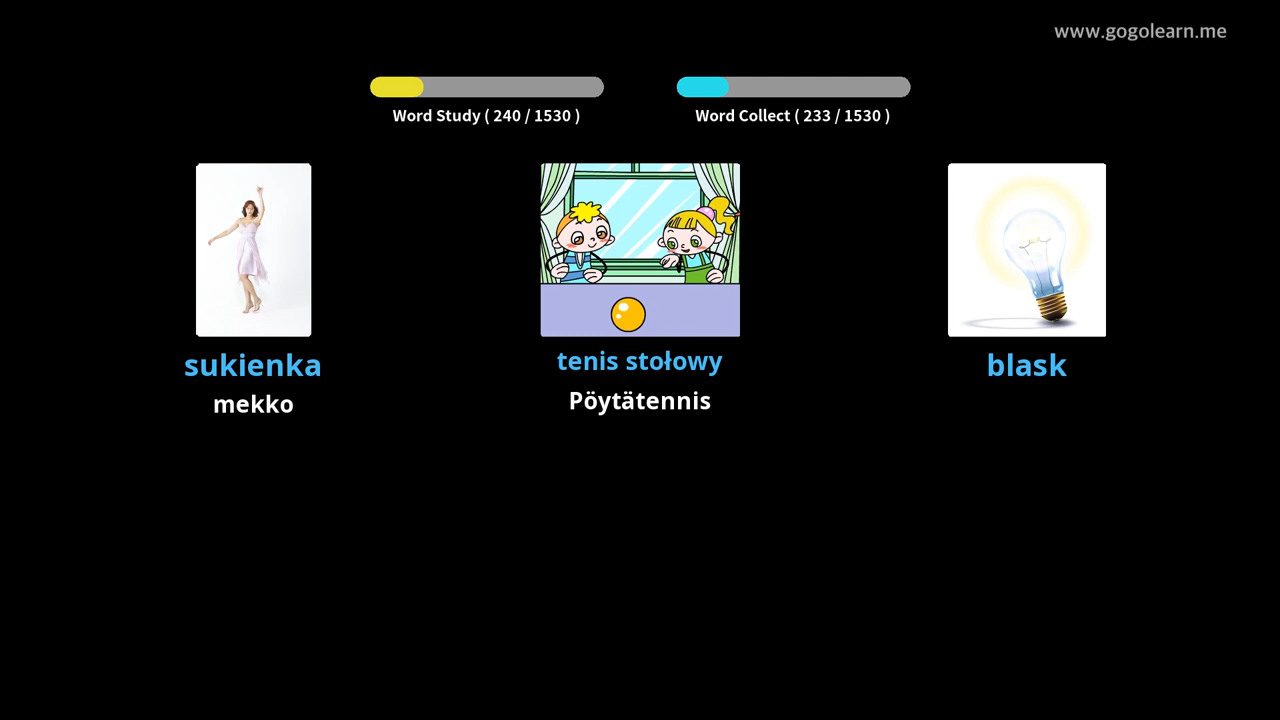 www.gogolearn.me
Word Study ( 240 / 1530 )
Word Collect ( 233 / 1530 )
sukienka
mekko
tenis stołowy
Pöytätennis
blask